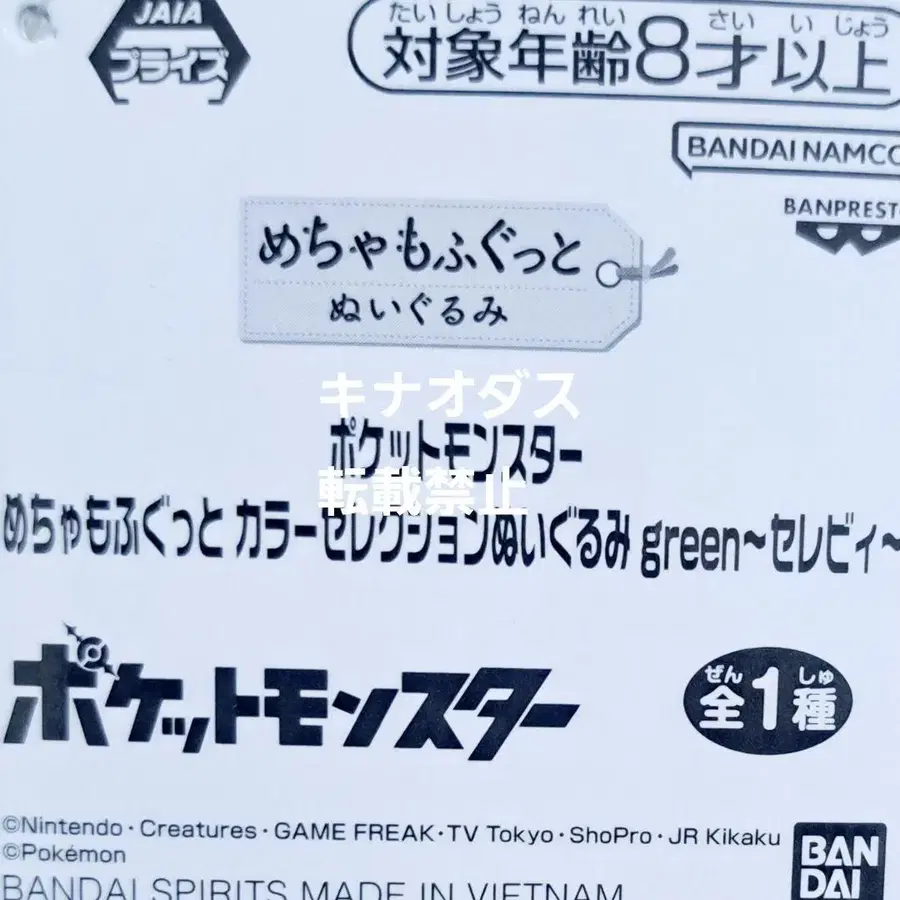 JAIA
プライズ
たいしょうねんれい さいいじょう
対象年齢8才以上
BANDAI NAMCO
BANPREST
めちゃもふぐっと
ぬいぐるみ
キナオダス
ポケットモンスター
転載禁止
めちゃもふぐっと カラーセレクションぬいぐるみ green~セレビィ~
ポケットモンスター
ぜん しゅ
全1種
©Nintendo・Creatures・GAME FREAK・TV Tokyo・ShoPro・JR Kikaku
©Pokémon
BANDAI SPIRITS MADE IN VIETNAM
BAN
DAI